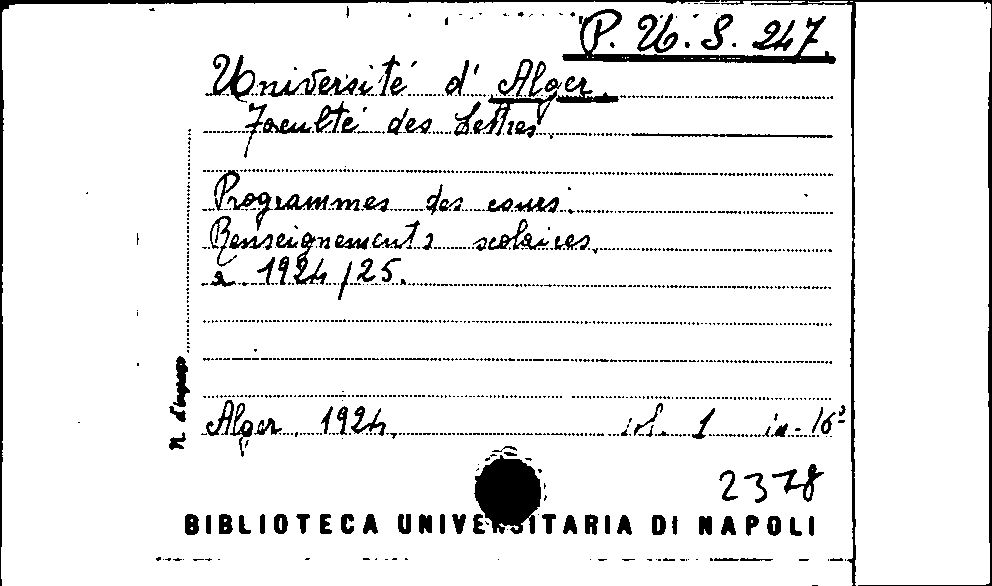 P. U. S. 247.
Université d' Alger.
Faculté des Lettres.
Programmes des cours.
Renseignements scolaires.
a. 1924/25.
N. d'ingresso
Alger. 1924. vol. 1 in-16°
2378
BIBLIOTECA UNIVERSITARIA DI NAPOLI